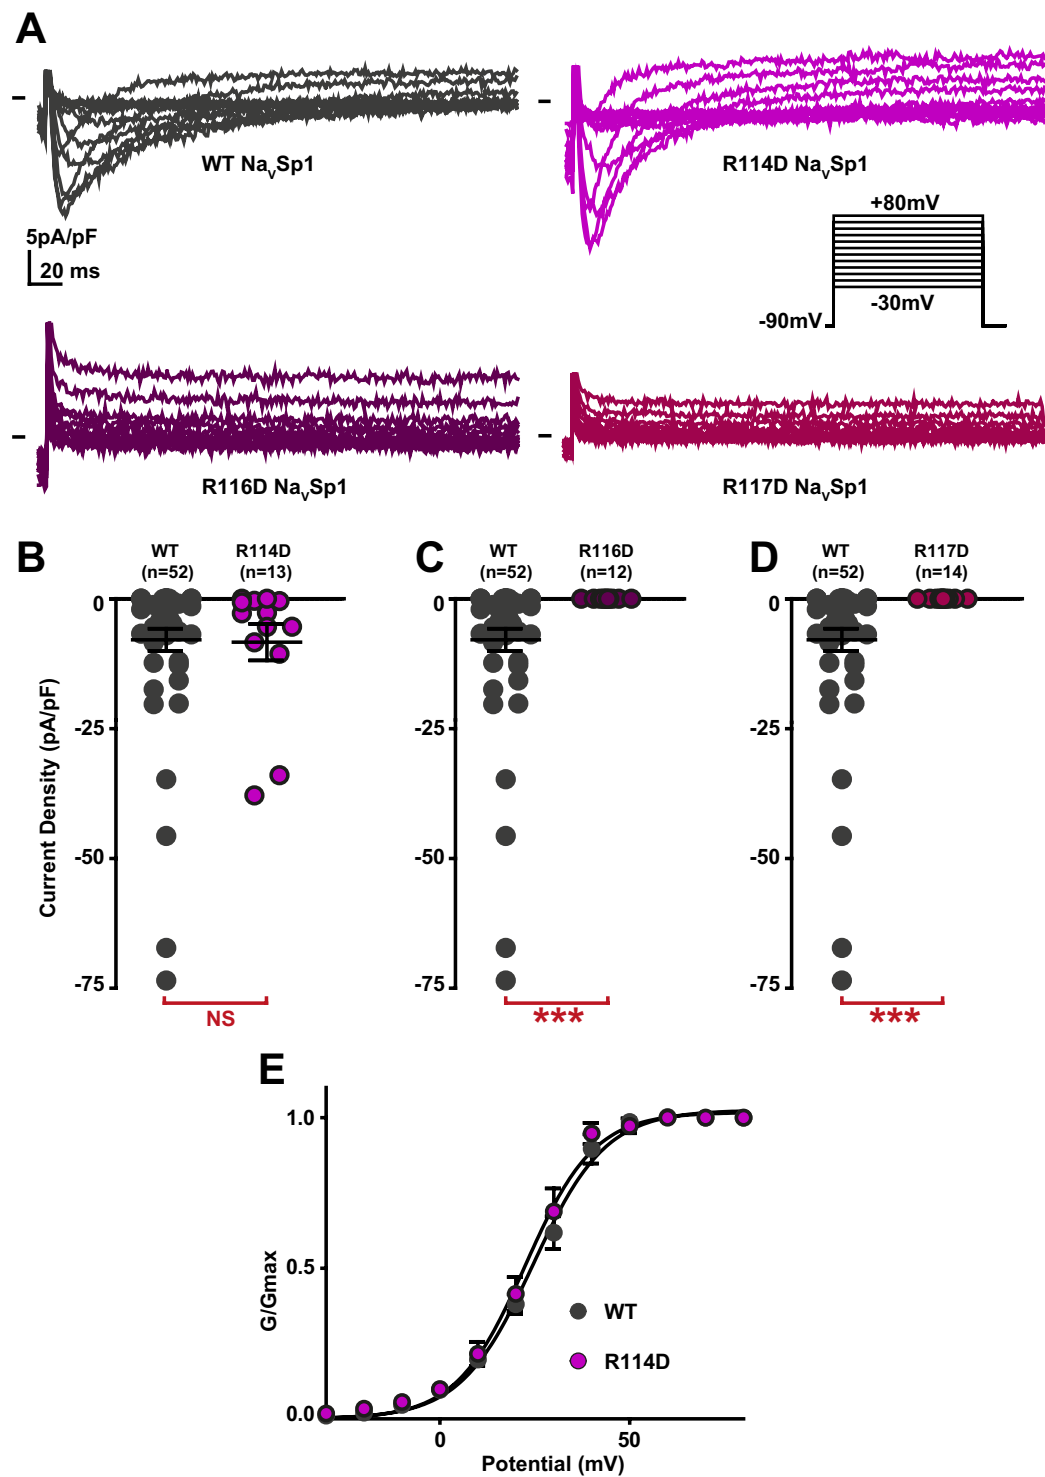 A
WT NavSp1
R114D NavSp1
5pA/pF
20 ms
+80mV
-30mV
-90mV
R116D NavSp1
R117D NavSp1
B
WT
(n=52)
R114D
(n=13)
C
WT
(n=52)
R116D
(n=12)
D
WT
(n=52)
R117D
(n=14)
Current Density (pA/pF)
0
-25
-50
-75
NS
0
-25
-50
-75
***
0
-25
-50
-75
***
E
G/Gmax
1.0
0.5
0.0
WT
R114D
0
50
Potential (mV)